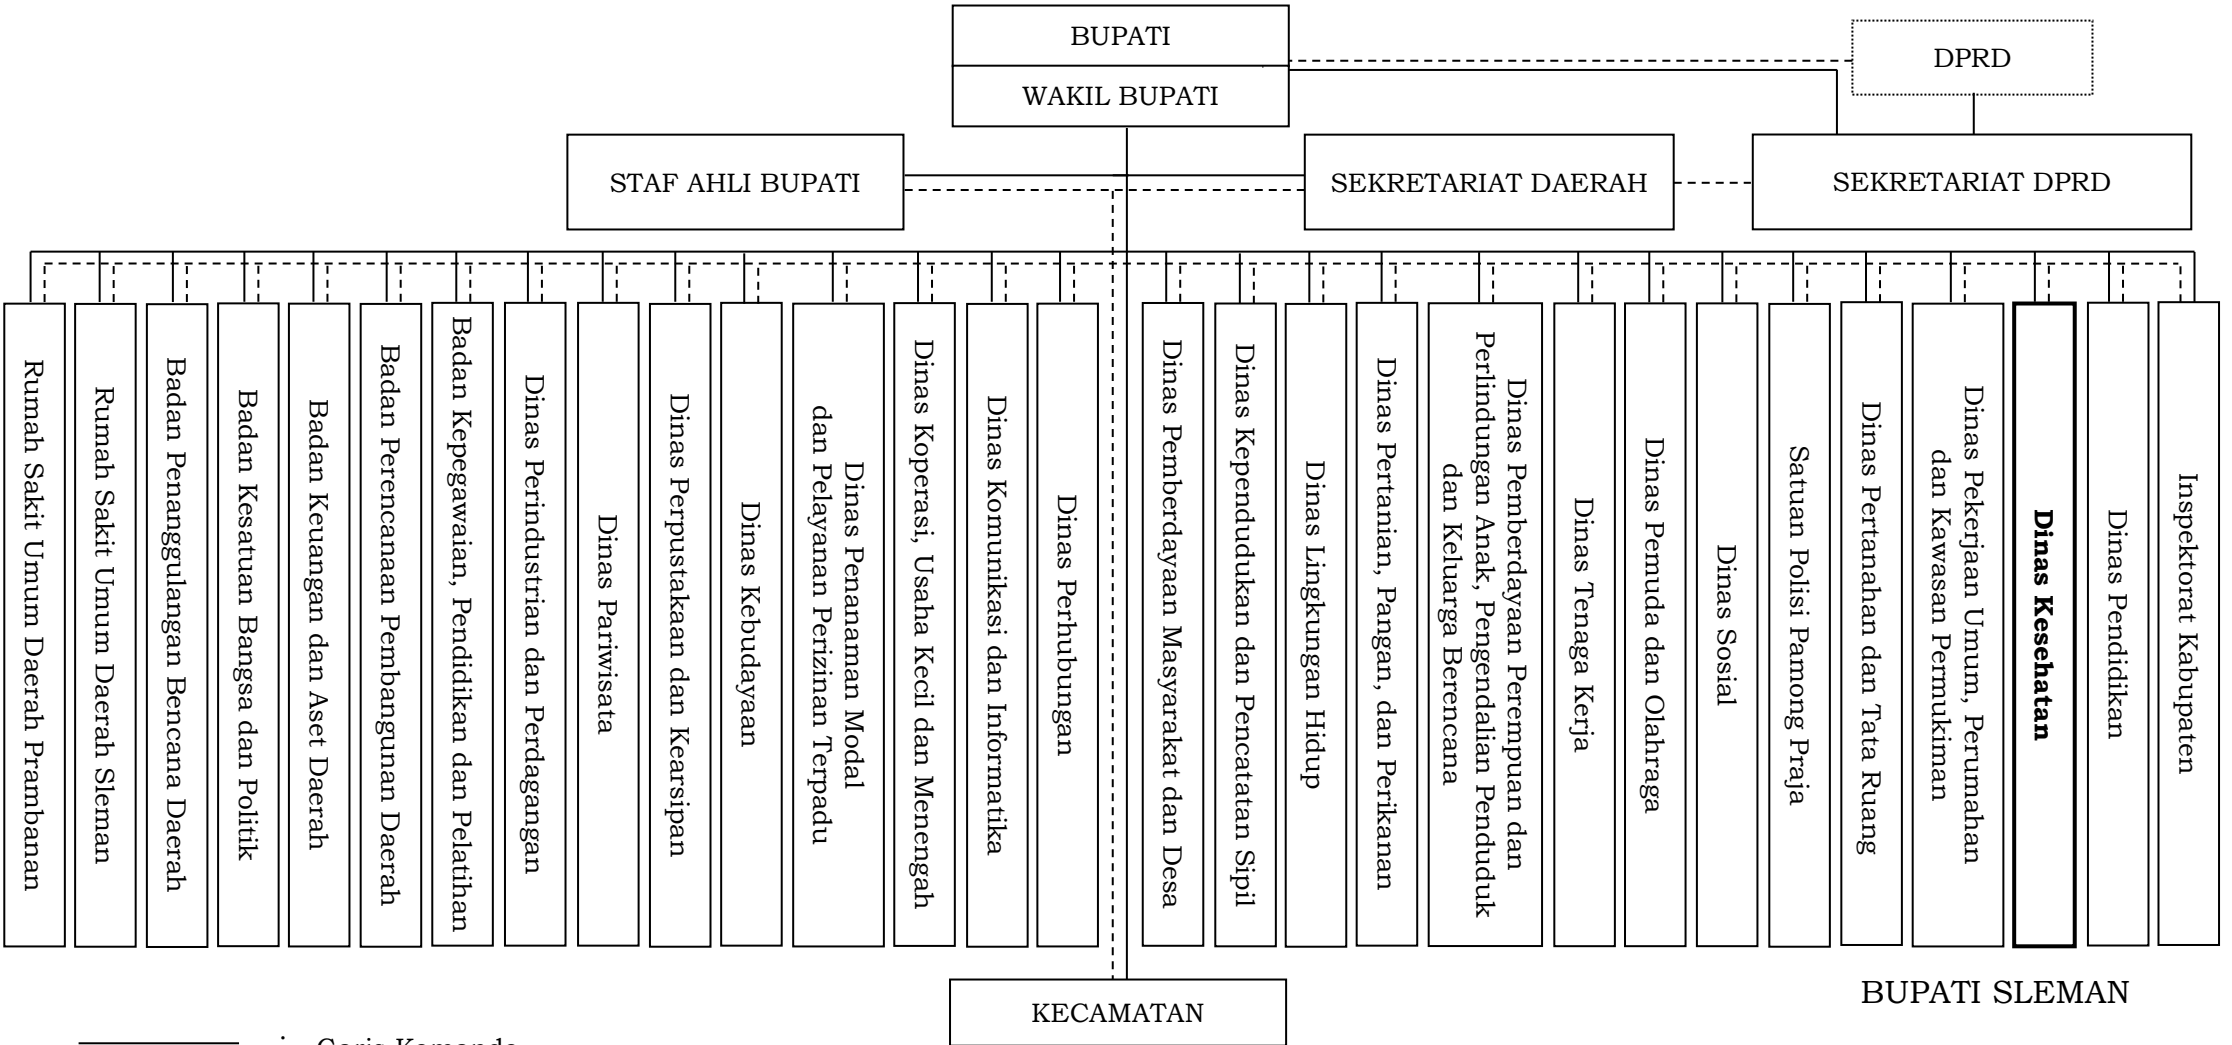 BUPATI
WAKIL BUPATI
DPRD
STAF AHLI BUPATI
SEKRETARIAT DAERAH
SEKRETARIAT DPRD
Rumah Sakit Umum Daerah Prambanan
Rumah Sakit Umum Daerah Sleman
Badan Penanggulangan Bencana Daerah
Badan Kesatuan Bangsa dan Politik
Badan Keuangan dan Aset Daerah
Badan Perencanaan Pembangunan Daerah
Badan Kepegawaian, Pendidikan dan Pelatihan
Dinas Perindustrian dan Perdagangan
Dinas Pariwisata
Dinas Perpustakaan dan Kearsipan
Dinas Kebudayaan
Dinas Penanaman Modal
dan Pelayanan Perizinan Terpadu
Dinas Koperasi, Usaha Kecil dan Menengah
Dinas Komunikasi dan Informatika
Dinas Perhubungan
Dinas Pemberdayaan Masyarakat dan Desa
Dinas Kependudukan dan Pencatatan Sipil
Dinas Lingkungan Hidup
Dinas Pertanian, Pangan, dan Perikanan
Dinas Pemberdayaan Perempuan dan
Perlindungan Anak, Pengendalian Penduduk
dan Keluarga Berencana
Dinas Tenaga Kerja
Dinas Pemuda dan Olahraga
Dinas Sosial
Satuan Polisi Pamong Praja
Dinas Pertanahan dan Tata Ruang
Dinas Pekerjaan Umum, Perumahan
dan Kawasan Permukiman
Dinas Kesehatan
Dinas Pendidikan
Inspektorat Kabupaten
BUPATI SLEMAN
KECAMATAN
: Garis Komando